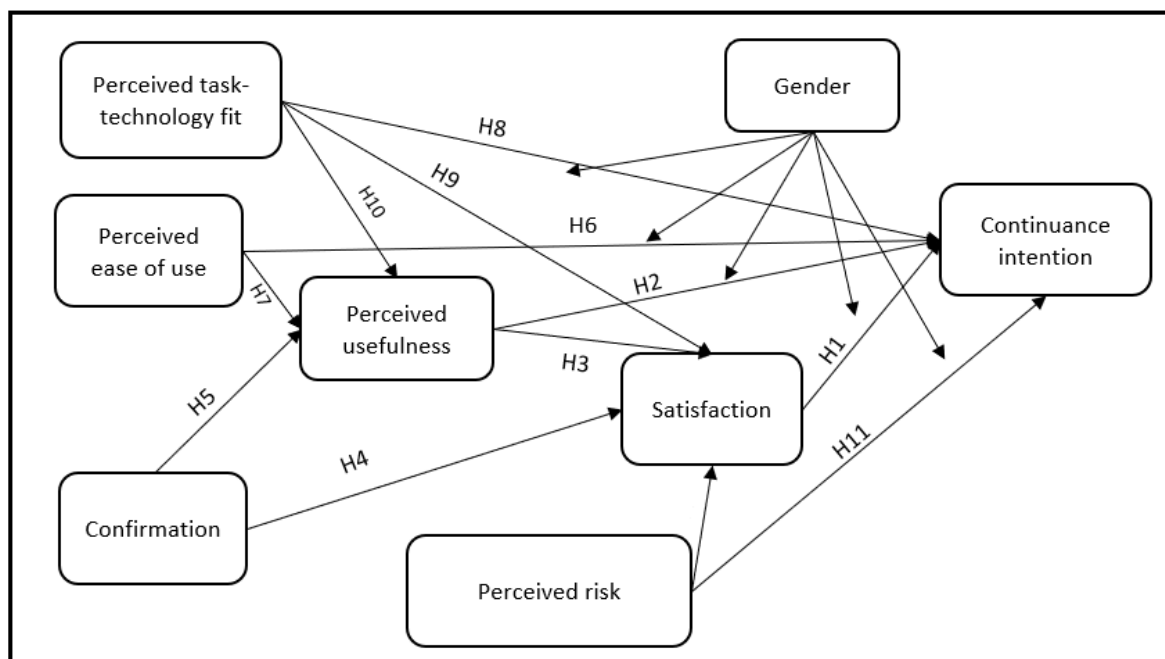 Perceived task-
technology fit
Gender
H8
H9
H10
Perceived
ease of use
H6
Continuance
intention
H7
Perceived
usefulness
H2
H3
H1
Satisfaction
H5
H4
H11
Confirmation
Perceived risk